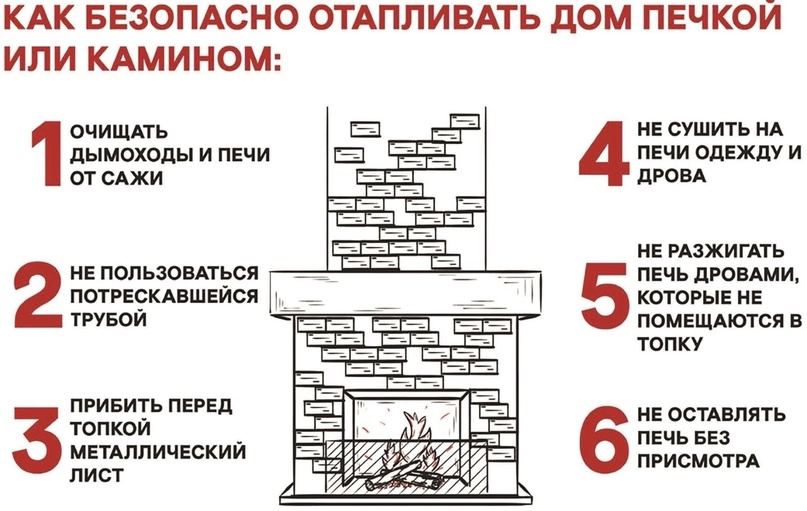 КАК БЕЗОПАСНО ОТАПЛИВАТЬ ДОМ ПЕЧКОЙ
ИЛИ КАМИНОМ:
1
ОЧИЩАТЬ
ДЫМОХОДЫ И ПЕЧИ
ОТ САЖИ
2
НЕ ПОЛЬЗОВАТЬСЯ
ПОТРЕСКАВШЕЙСЯ
ТРУБОЙ
3
ПРИБИТЬ ПЕРЕД
ТОПКОЙ
МЕТАЛЛИЧЕСКИЙ
ЛИСТ
4
НЕ СУШИТЬ НА
ПЕЧИ ОДЕЖДУ И
ДРОВА
5
НЕ РАЗЖИГАТЬ
ПЕЧЬ ДРОВАМИ,
КОТОРЫЕ НЕ
ПОМЕЩАЮТСЯ В
ТОПКУ
6
НЕ ОСТАВЛЯТЬ
ПЕЧЬ БЕЗ
ПРИСМОТРА